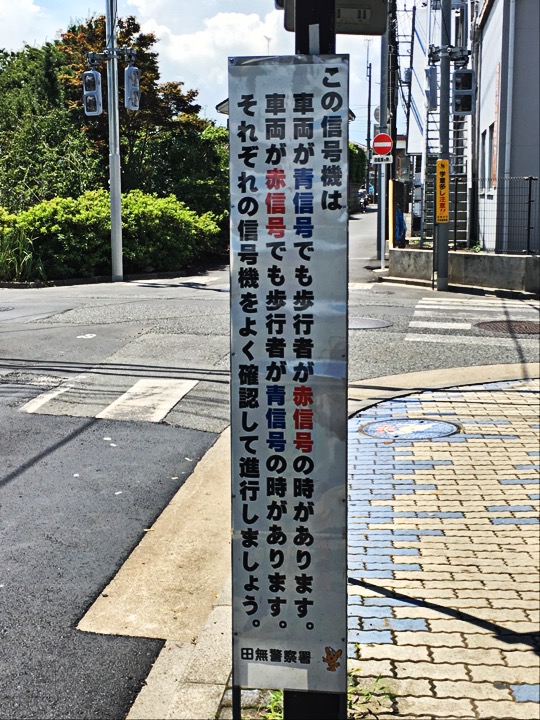 この信号機は、
車両が青信号でも歩行者が赤信号の時があります。
車両が赤信号でも歩行者が青信号の時があります。
それぞれの信号機をよく確認して進行しましょう。
田無警察署